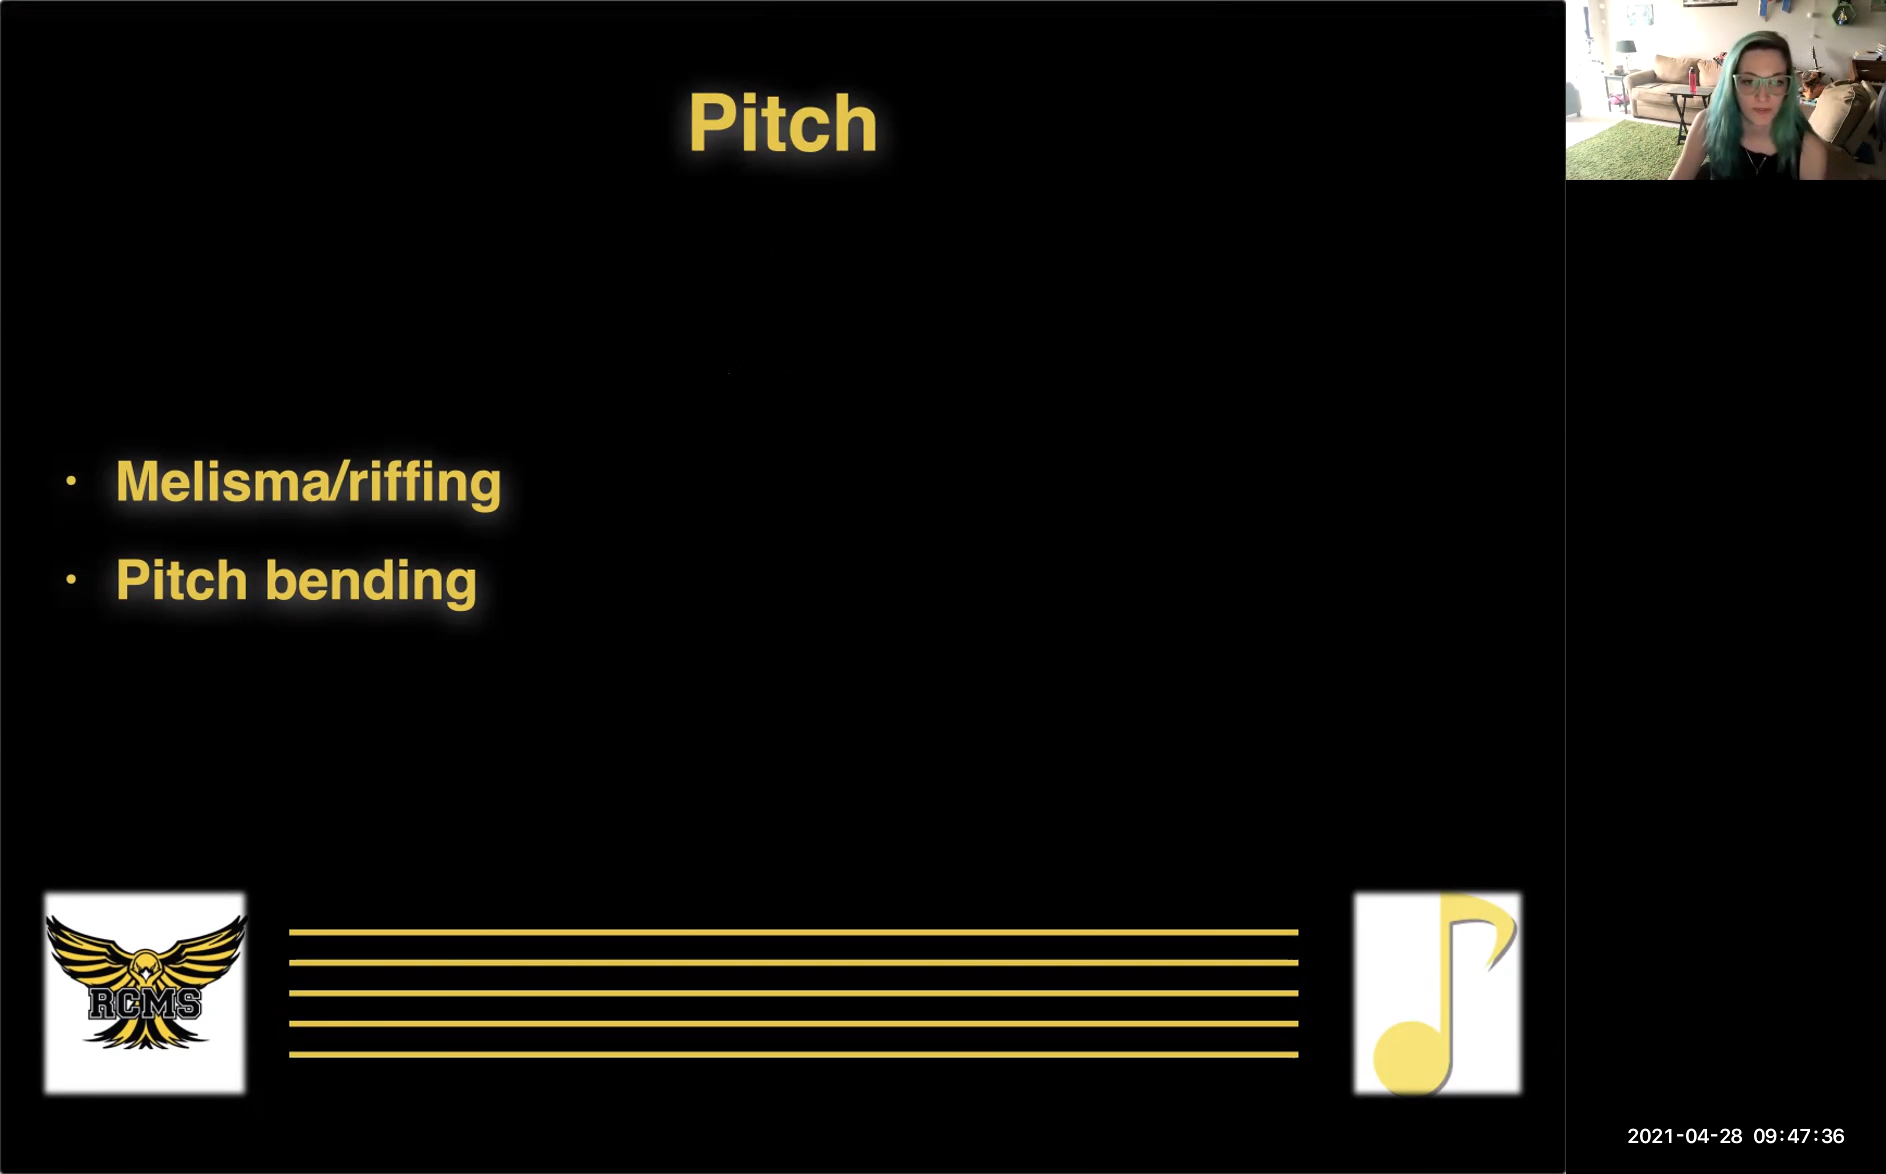 Pitch
· Melisma/riffing
· Pitch bending
RCMS
2021-04-28 09:47:36